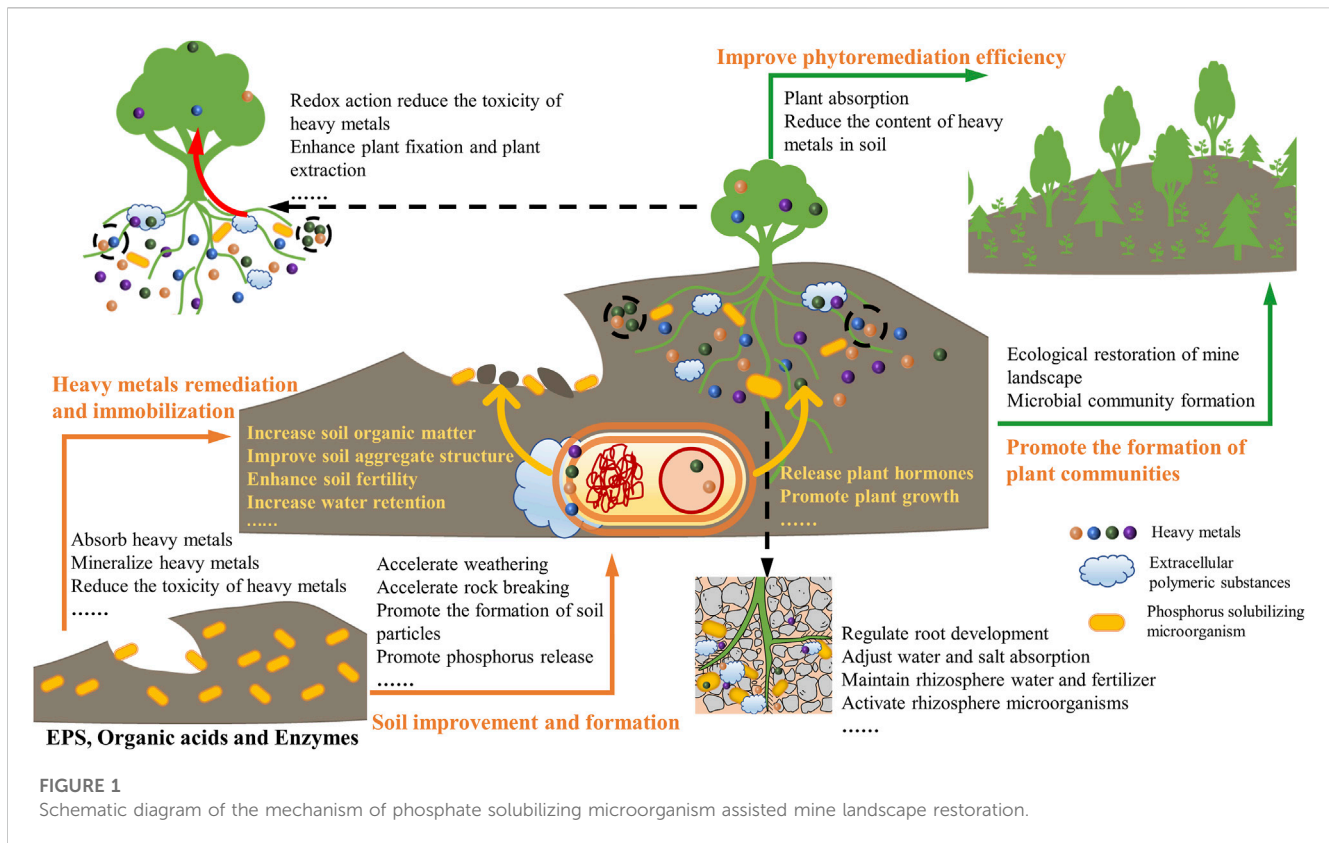 Improve phytoremediation efficiency
Plant absorption
Reduce the content of heavy
metals in soil
Redox action reduce the toxicity of
heavy metals
Enhance plant fixation and plant
extraction
......
Heavy metals remediation
and immobilization
Increase soil organic matter
Improve soil aggregate structure
Enhance soil fertility
Increase water retention
......
Release plant hormones
Promote plant growth
......
Ecological restoration of mine
landscape
Microbial community formation
Promote the formation of
plant communities
Absorb heavy metals
Mineralize heavy metals
Reduce the toxicity of heavy metals
......
Accelerate weathering
Accelerate rock breaking
Promote the formation of soil
particles
Promote phosphorus release
......
Soil improvement and formation
EPS, Organic acids and Enzymes
Regulate root development
Adjust water and salt absorption
Maintain rhizosphere water and fertilizer
Activate rhizosphere microorganisms
......
Heavy metals
Extracellular
polymeric substances
Phosphorus solubilizing
microorganism
FIGURE 1
Schematic diagram of the mechanism of phosphate solubilizing microorganism assisted mine landscape restoration.